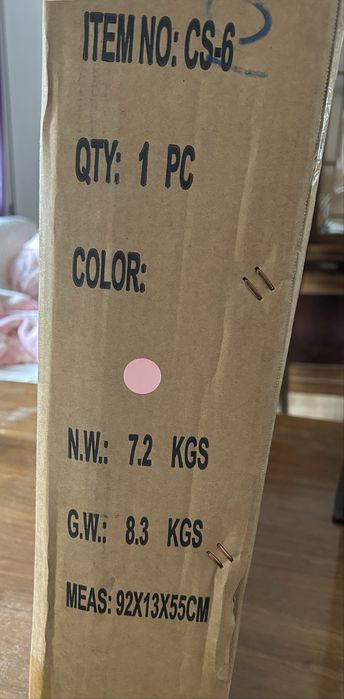 ITEM NO: CS-6
QTY: 1 PC
COLOR:
N.W.: 7.2 KGS
G.W.: 8.3 KGS
MEAS: 92X13X55CM